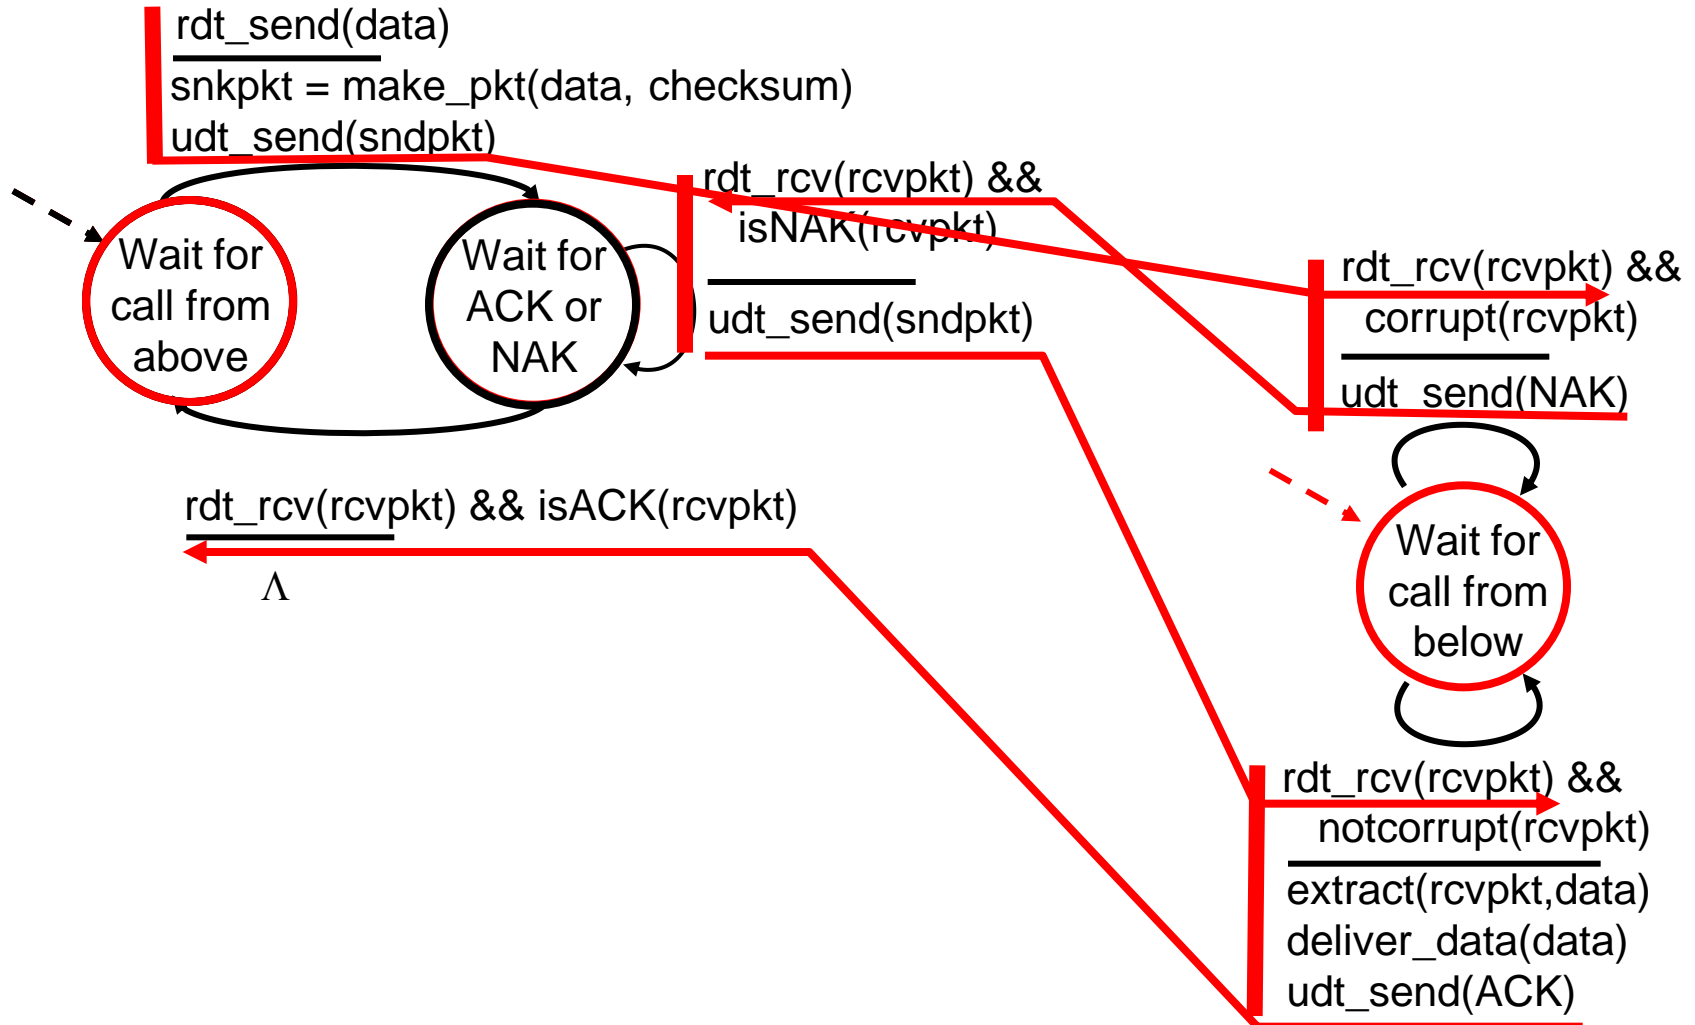 rdt_send(data)
snkpkt = make_pkt(data, checksum)
udt_send(sndpkt)
rdt_rcv(rcvpkt) &&
isNAK(rcvpkt)
udt_send(sndpkt)
Wait for
call from
above
Wait for
ACK or
NAK
rdt_rcv(rcvpkt) && isACK(rcvpkt)
Λ
rdt_rcv(rcvpkt) &&
corrupt(rcvpkt)
udt_send(NAK)
Wait for
call from
below
rdt_rcv(rcvpkt) &&
notcorrupt(rcvpkt)
extract(rcvpkt,data)
deliver_data(data)
udt_send(ACK)